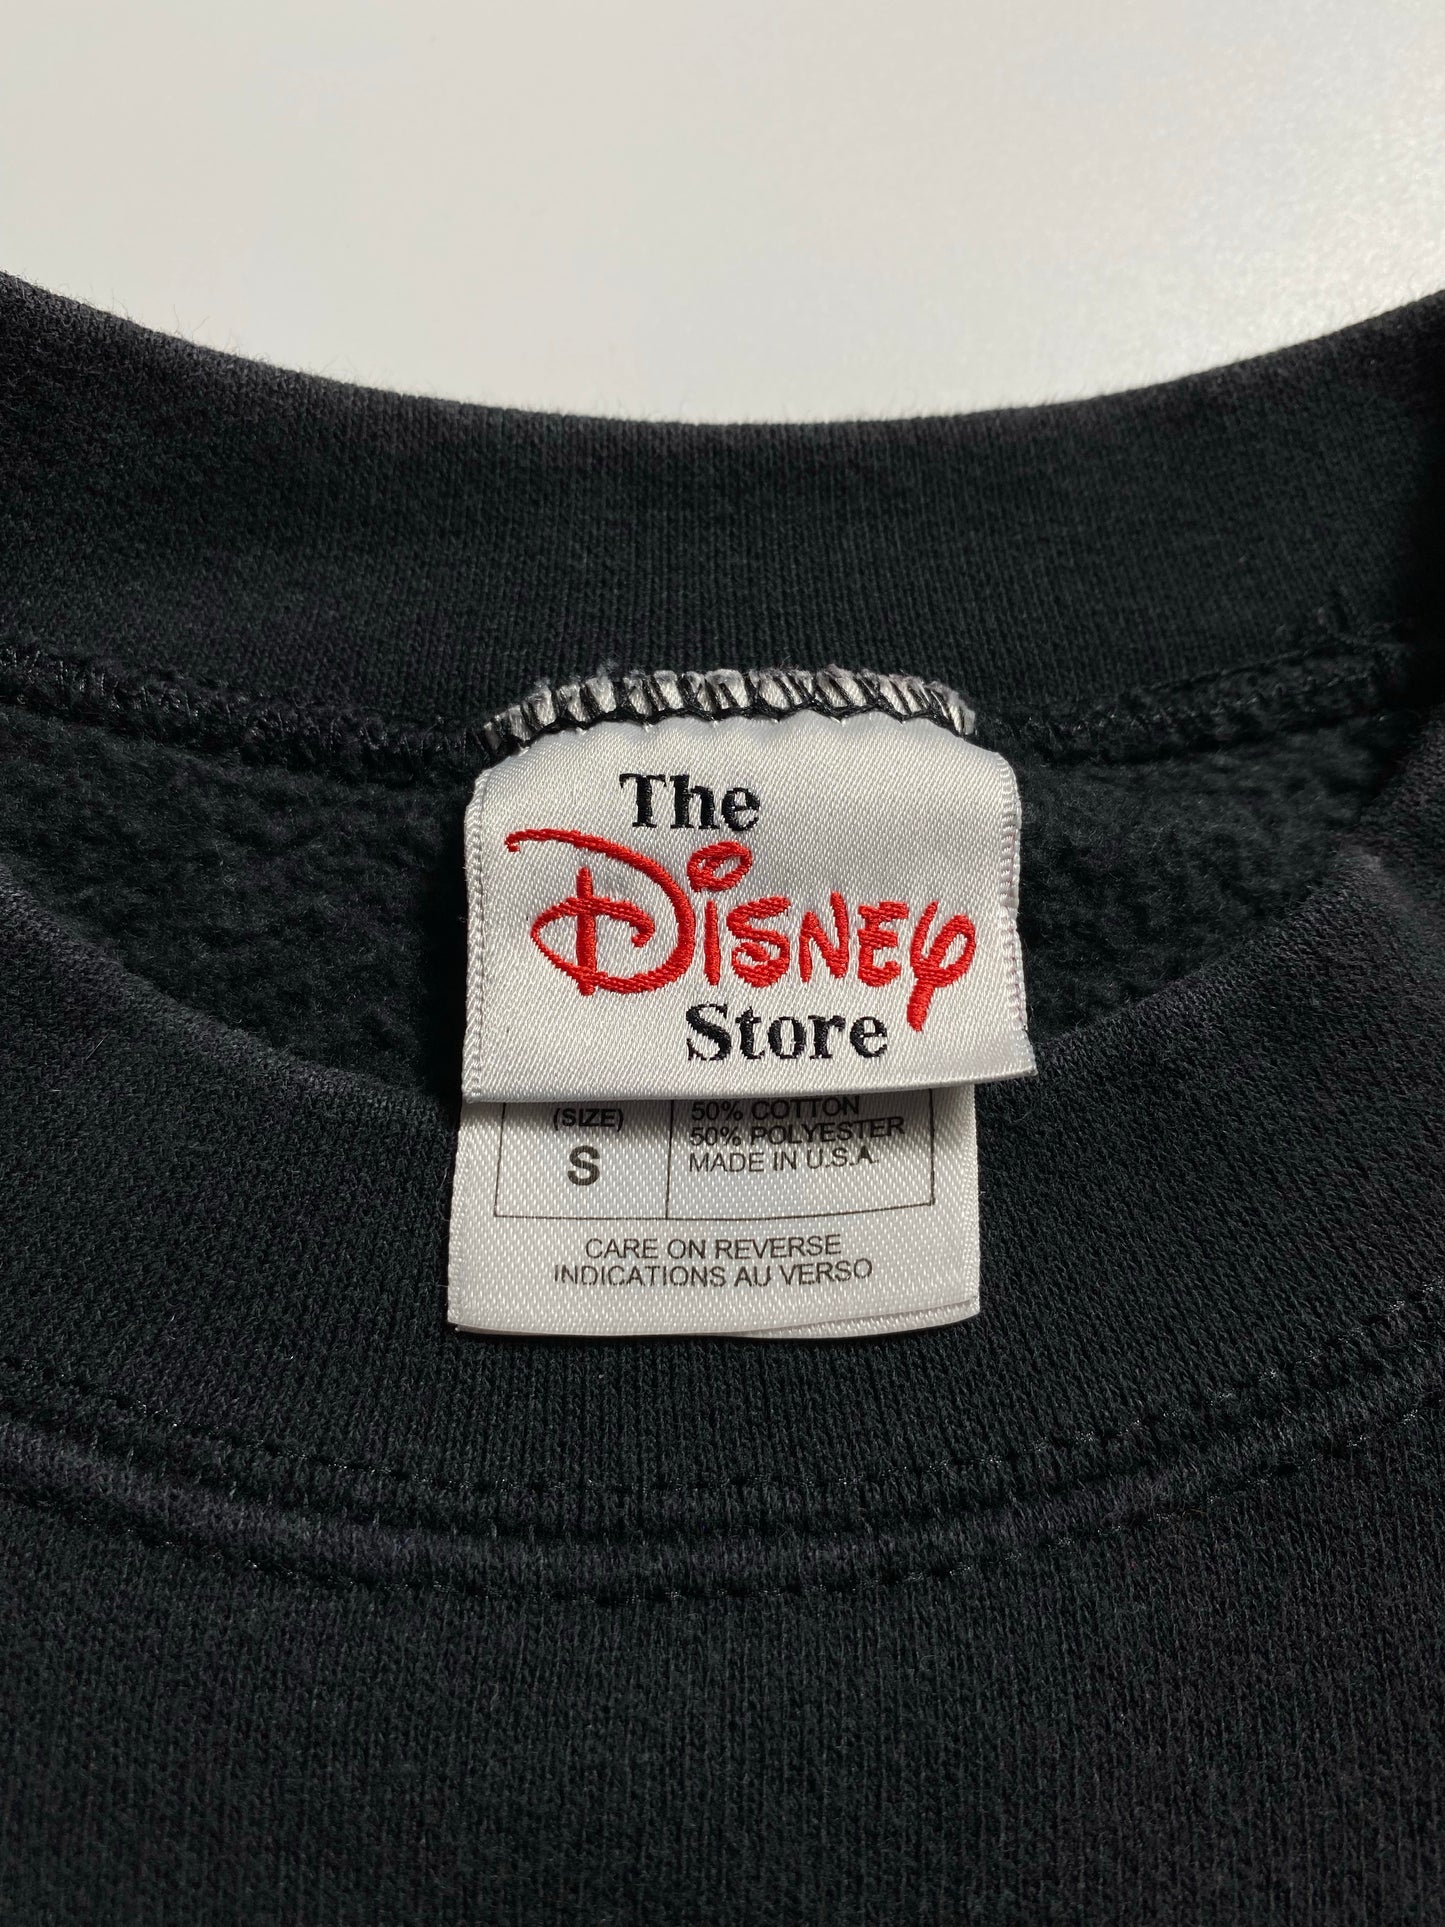 The
Disney
Store
(SIZE)
S
50% COTTON
50% POLYESTER
MADE IN U.S.A.
CARE ON REVERSE
INDICATIONS AU VERSO